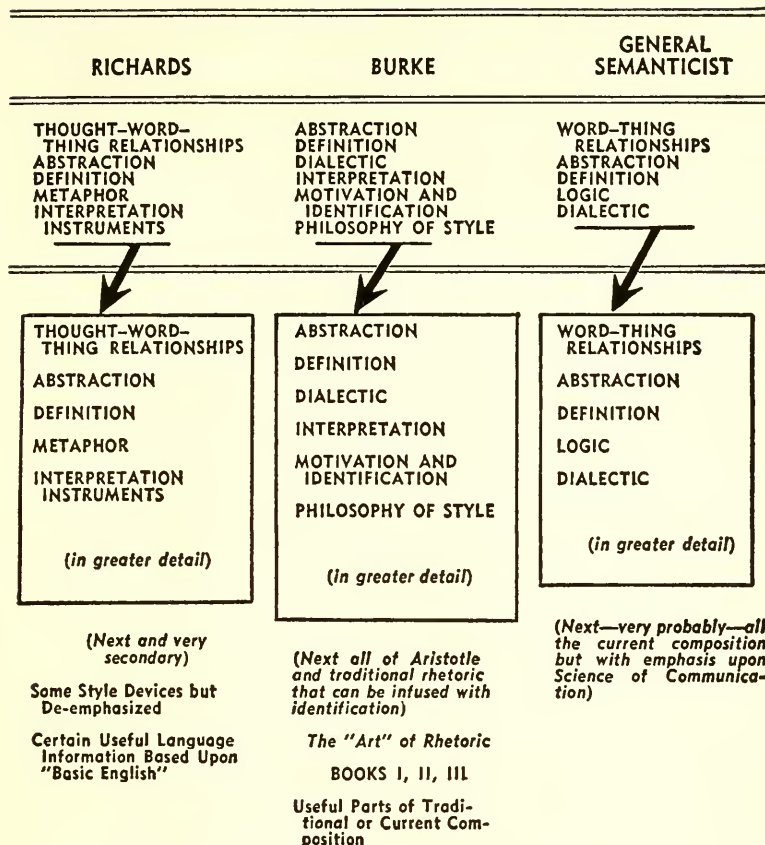 RICHARDS
BURKE
GENERAL
SEMANTICIST
THOUGHT–WORD–
THING RELATIONSHIPS
ABSTRACTION
DEFINITION
METAPHOR
INTERPRETATION
INSTRUMENTS
ABSTRACTION
DEFINITION
DIALECTIC
INTERPRETATION
MOTIVATION AND
IDENTIFICATION
PHILOSOPHY OF STYLE
WORD–THING
RELATIONSHIPS
ABSTRACTION
DEFINITION
LOGIC
DIALECTIC
THOUGHT–WORD–
THING RELATIONSHIPS
ABSTRACTION
DEFINITION
METAPHOR
INTERPRETATION
INSTRUMENTS
(in greater detail)
(Next and very
secondary)
Some Style Devices but
De-emphasized
Certain Useful Language
Information Based Upon
"Basic English"
ABSTRACTION
DEFINITION
DIALECTIC
INTERPRETATION
MOTIVATION AND
IDENTIFICATION
PHILOSOPHY OF STYLE
(in greater detail)
(Next all of Aristotle
and traditional rhetoric
that can be infused with
identification)
The "Art" of Rhetoric
BOOKS I, II, III
Useful Parts of Tradi-
tional or Current Com-
position
WORD–THING
RELATIONSHIPS
ABSTRACTION
DEFINITION
LOGIC
DIALECTIC
(in greater detail)
(Next—very probably—all
the current composition
but with emphasis upon
Science of Communica-
tion)